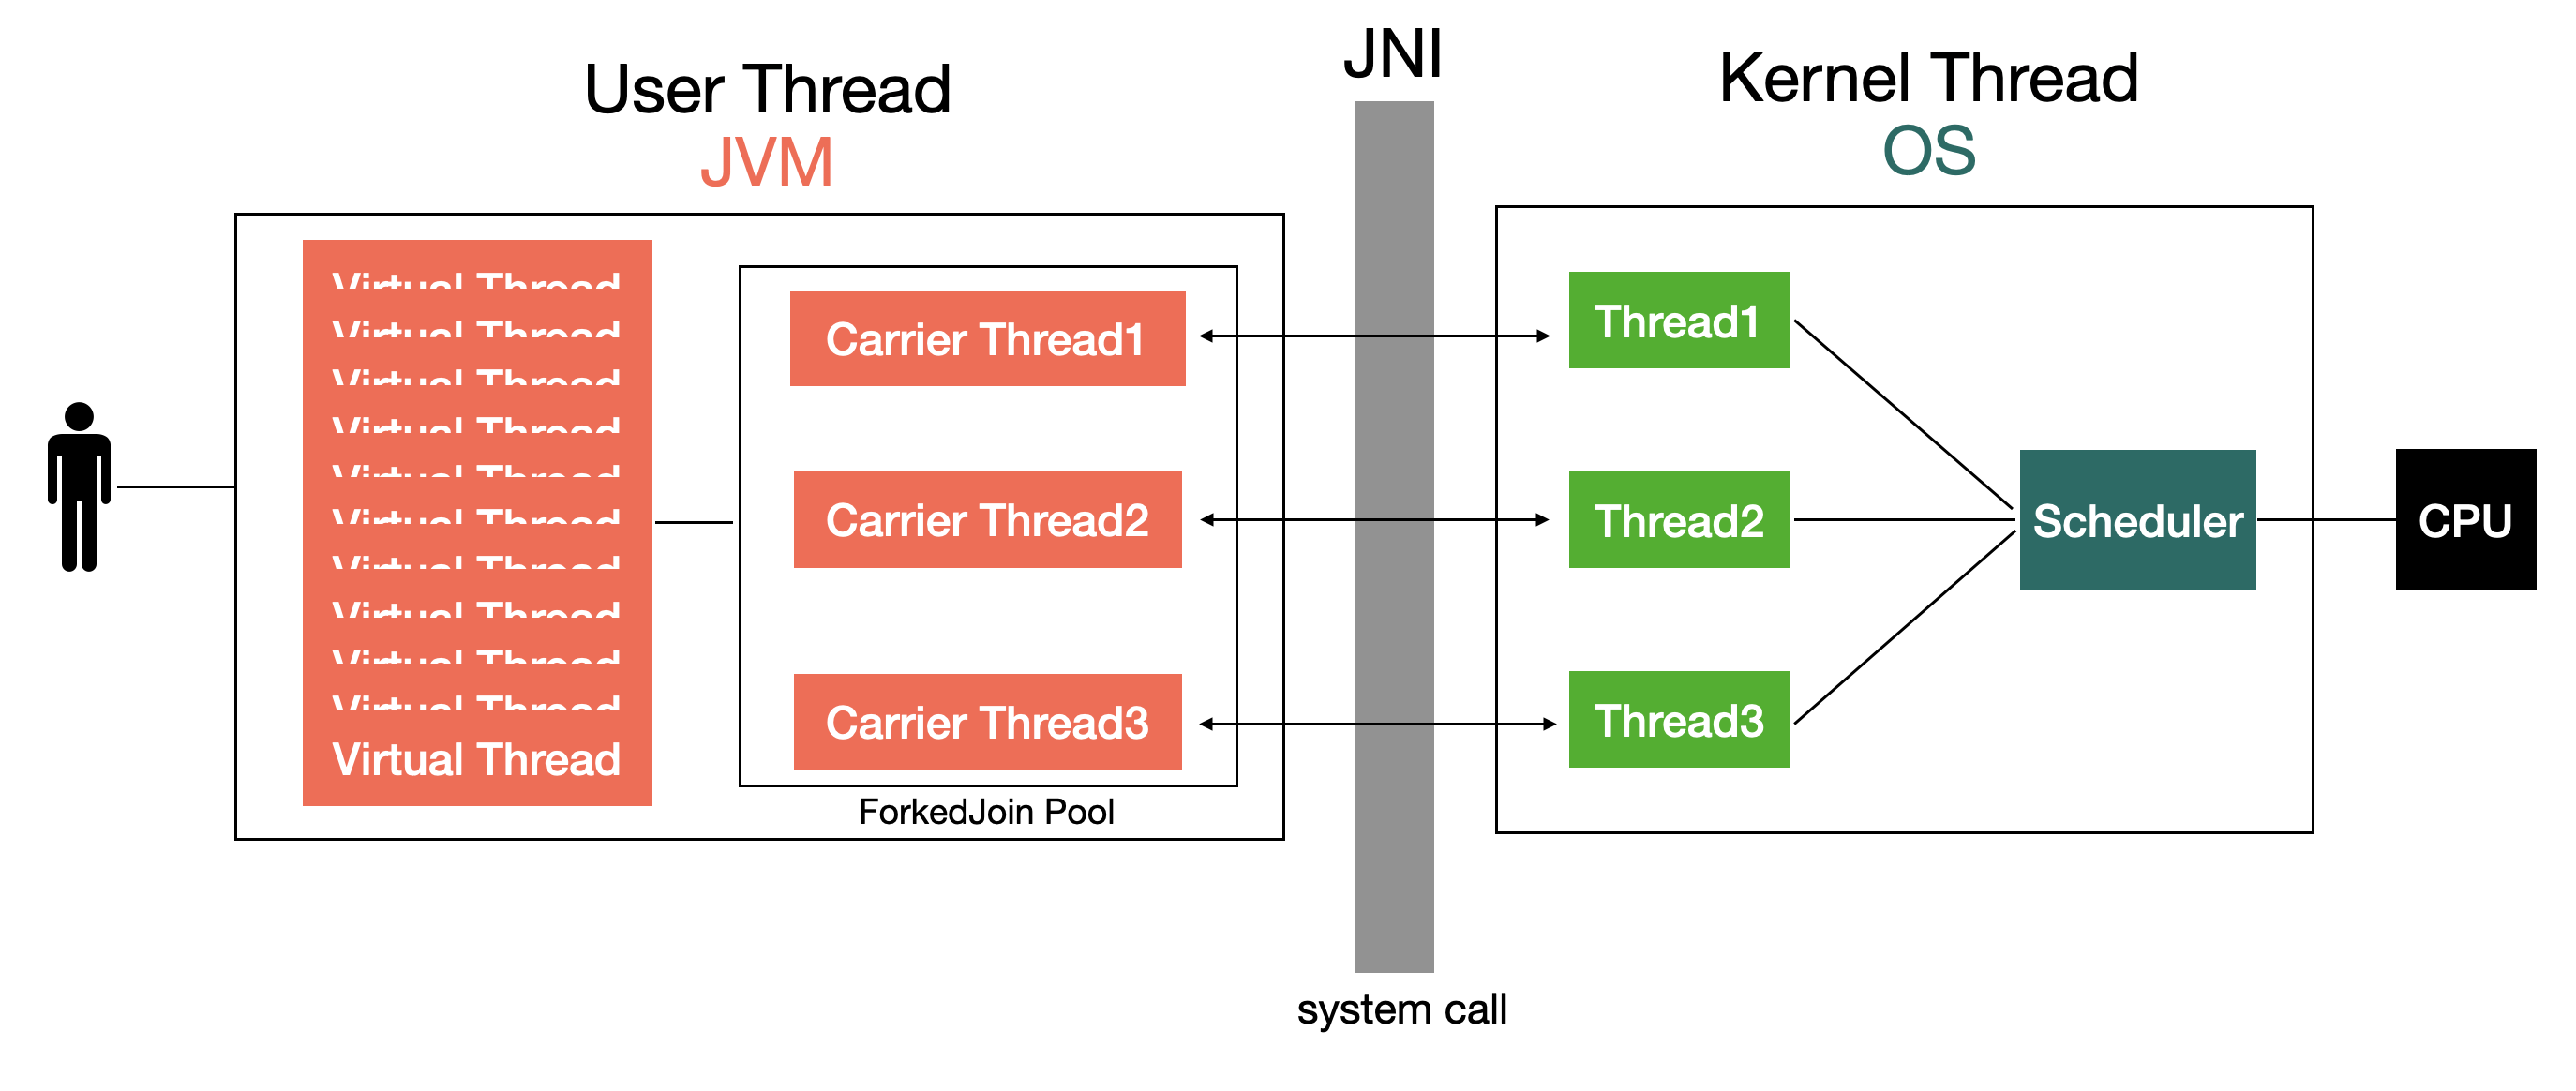 User Thread
JVM
JNI
Kernel Thread
OS
Virtual Thread
Virtual Thread
Virtual Thread
Virtual Thread
Virtual Thread
Virtual Thread
Virtual Thread
Virtual Thread
Virtual Thread
Virtual Thread
Virtual Thread
Carrier Thread1
Carrier Thread2
Carrier Thread3
ForkedJoin Pool
system call
Thread1
Thread2
Thread3
Scheduler
CPU